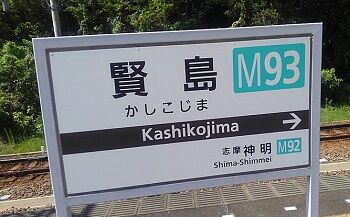 賢島 M93
かしこじま
Kashikojima →
志摩神明 M92
Shima-Shimmei